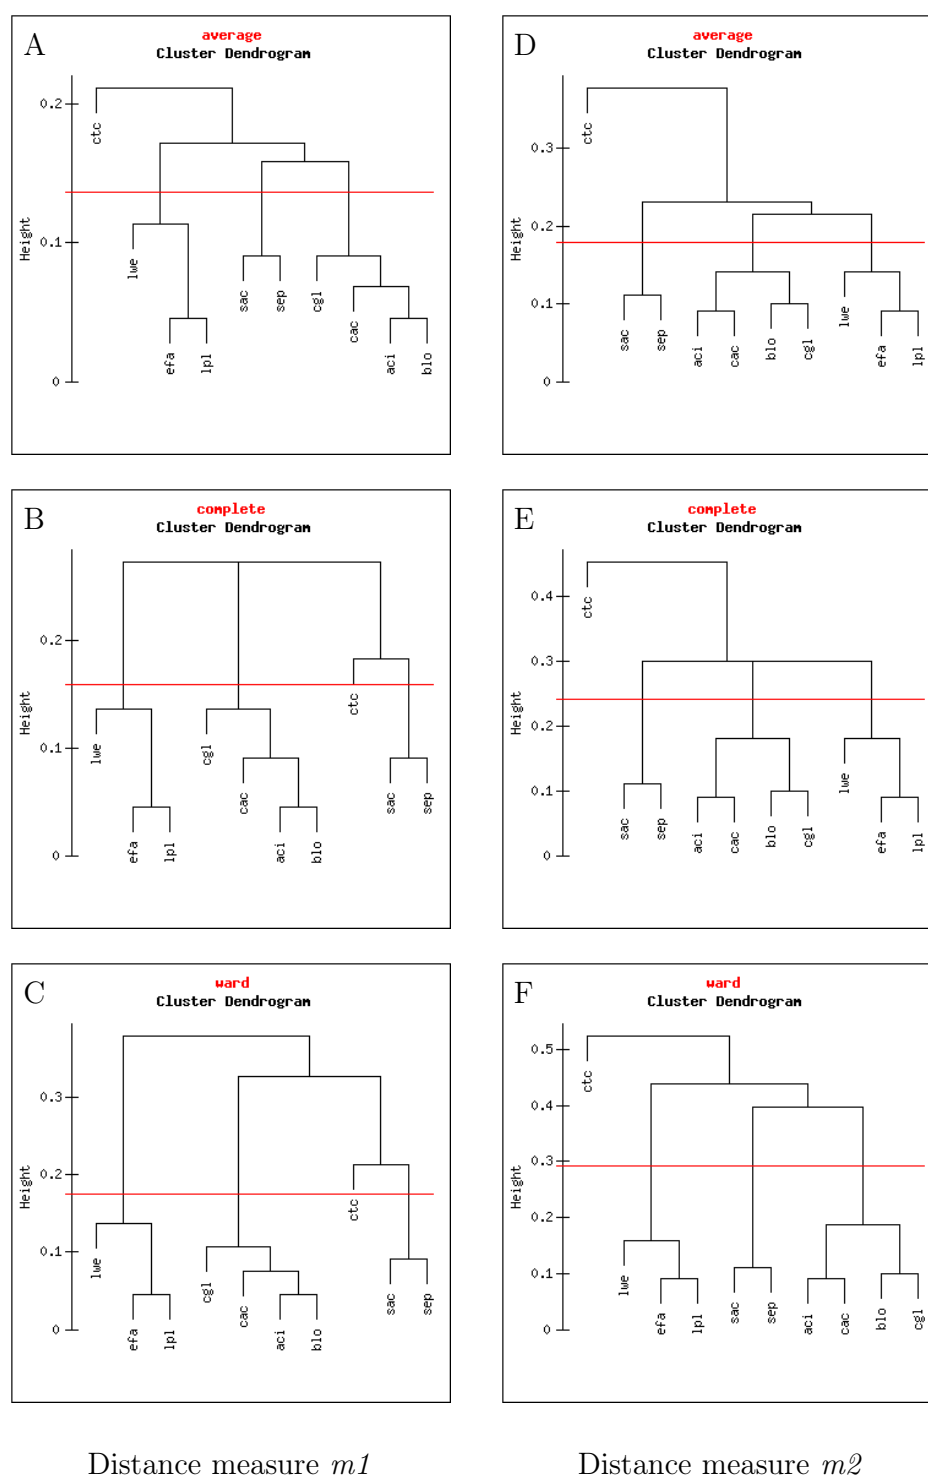 A
average
Cluster Dendrogram
Height
0.2
0.1
0
ctc
lwe
efa
lpl
sac
sep
cgl
cac
aci
blo
D
average
Cluster Dendrogram
Height
0.3
0.2
0.1
0
ctc
sac
sep
aci
cac
blo
cgl
lwe
efa
lpl
B
complete
Cluster Dendrogram
Height
0.2
0.1
0
lwe
efa
lpl
cgl
cac
aci
blo
ctc
sac
sep
E
complete
Cluster Dendrogram
Height
0.4
0.3
0.2
0.1
0
ctc
sac
sep
aci
cac
blo
cgl
lwe
efa
lpl
C
ward
Cluster Dendrogram
Height
0.3
0.2
0.1
0
lwe
efa
lpl
cgl
cac
aci
blo
ctc
sac
sep
F
ward
Cluster Dendrogram
Height
0.5
0.4
0.3
0.2
0.1
0
ctc
lwe
efa
lpl
sac
sep
aci
cac
blo
cgl
Distance measure m1
Distance measure m2